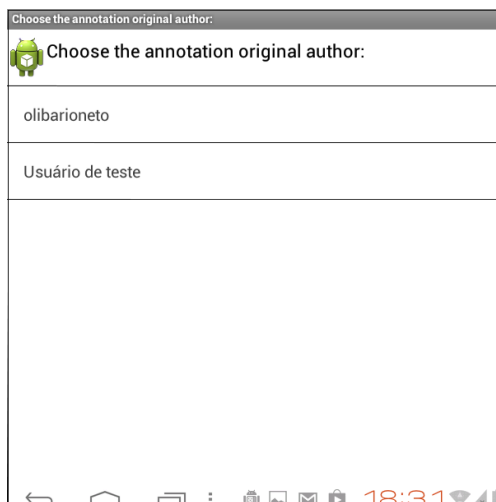 Choose the annotation original author:
Choose the annotation original author:
olibarioneto
Usuário de teste
18:31